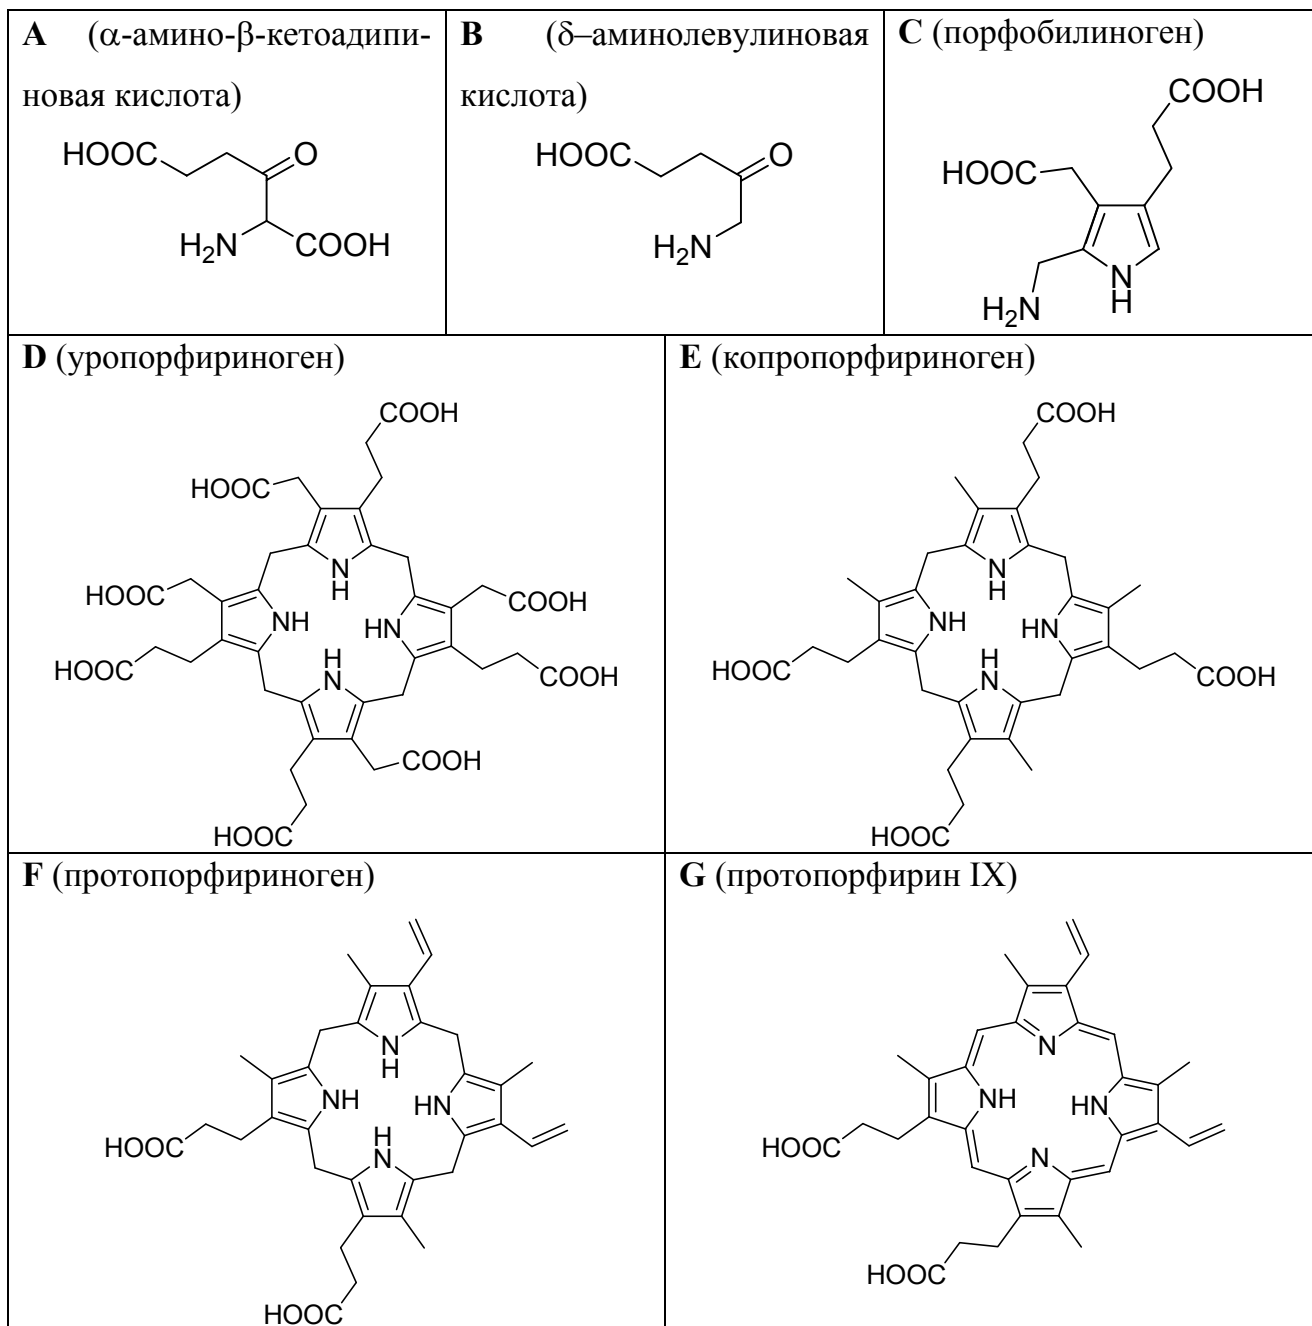 A (α-амино-β-кетоадипи-
новая кислота)
HOOC
O
H₂N
COOH
B (δ–аминолевулиновая
кислота)
HOOC
O
H₂N
C (порфобилиноген)
COOH
HOOC
N
H
H₂N
D (уропорфириноген)
COOH
HOOC
N
H
HOOC
COOH
NH
HN
HOOC
H
N
COOH
COOH
HOOC
E (копропорфириноген)
COOH
N
H
NH
HN
HOOC
H
N
COOH
HOOC
F (протопорфириноген)
N
H
NH
HN
HOOC
H
N
HOOC
G (протопорфирин IX)
N
NH
HN
HOOC
N
HOOC